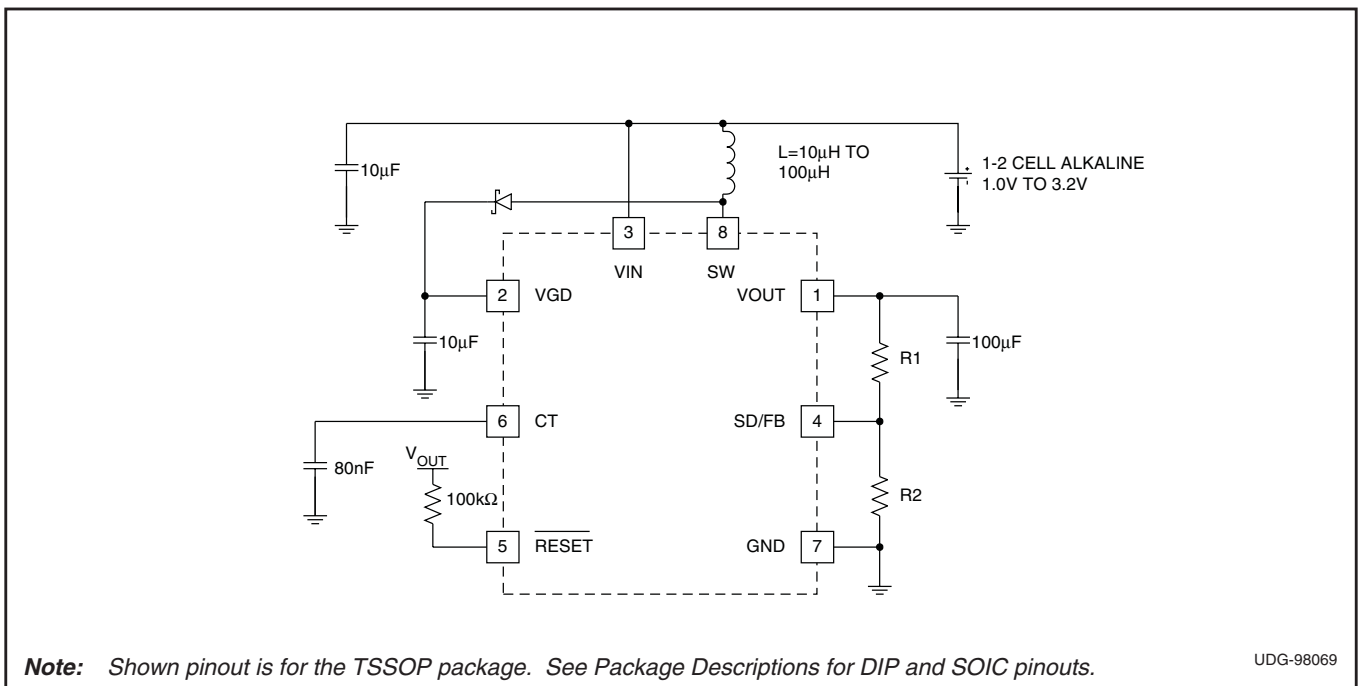 10µF
L=10µH TO
100µH
1-2 CELL ALKALINE
1.0V TO 3.2V
+
3
8
VIN
SW
2
VGD
VOUT
1
10µF
R1
100µF
6
CT
SD/FB
4
80nF
VOUT
100kΩ
R2
5
RESET
GND
7
Note: Shown pinout is for the TSSOP package. See Package Descriptions for DIP and SOIC pinouts.
UDG-98069